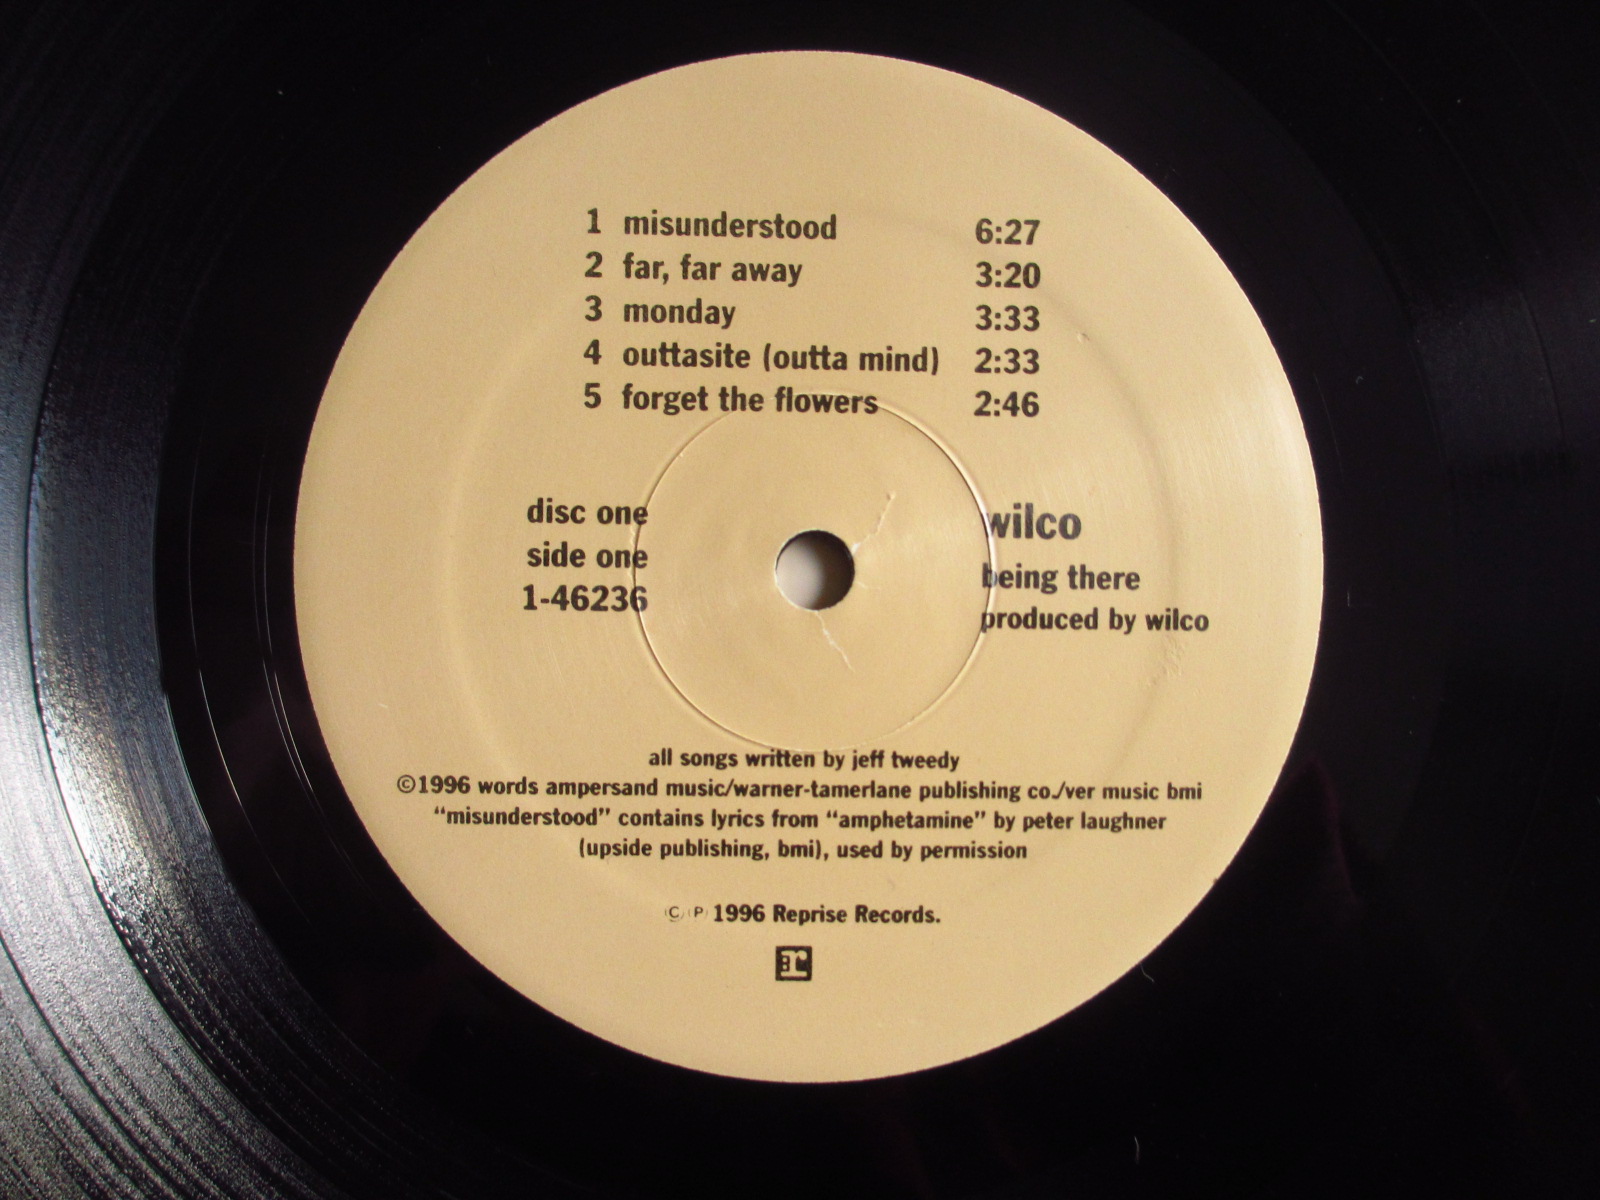 1 misunderstood 6:27
2 far, far away 3:20
3 monday 3:33
4 outtasite (outta mind) 2:33
5 forget the flowers 2:46
disc one
side one
1-46236
wilco
being there
produced by wilco
all songs written by jeff tweedy
©1996 words ampersand music/warner-tamerlane publishing co./ver music bmi
“misunderstood” contains lyrics from “amphetamine” by peter laughner
(upside publishing, bmi), used by permission
© ℗ 1996 Reprise Records.
r